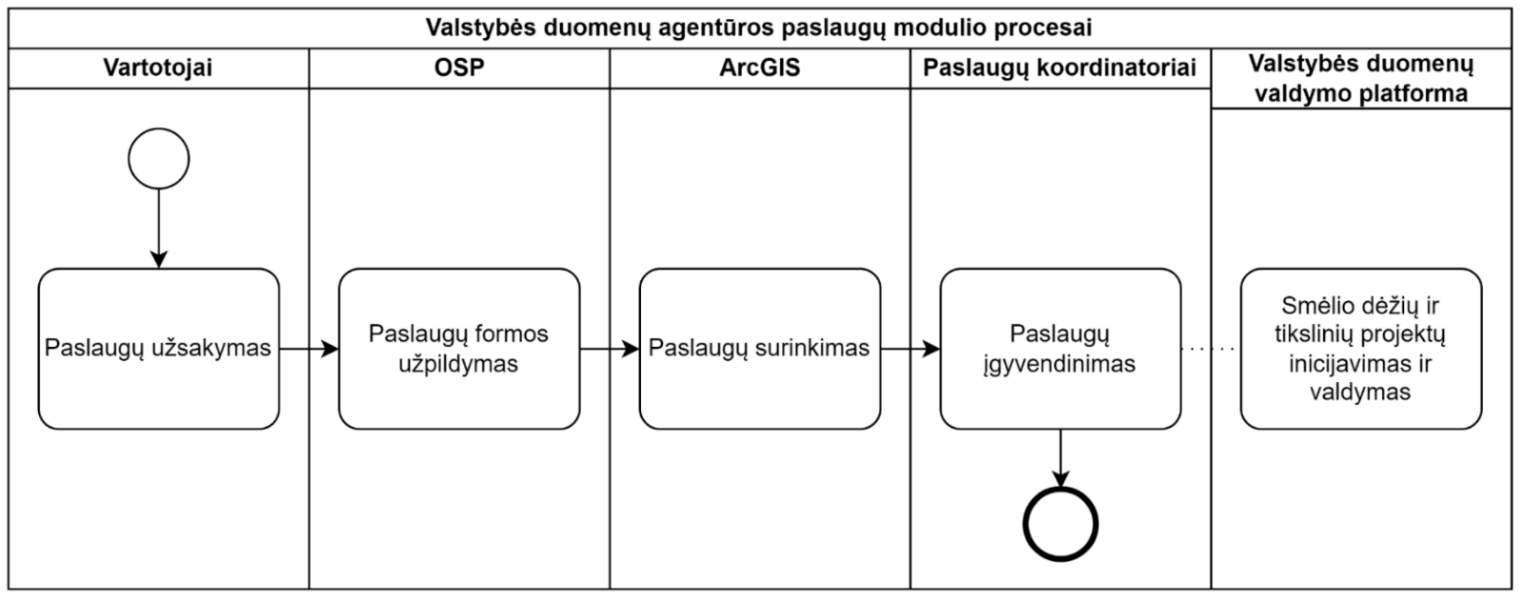 Valstybės duomenų agentūros paslaugų modulio procesai
Vartotojai
OSP
ArcGIS
Paslaugų koordinatoriai
Valstybės duomenų
valdymo platforma
Paslaugų užsakymas
Paslaugų formos
užpildymas
Paslaugų surinkimas
Paslaugų
įgyvendinimas
Smėlio dėžių ir
tikslinių projektų
inicijavimas ir
valdymas